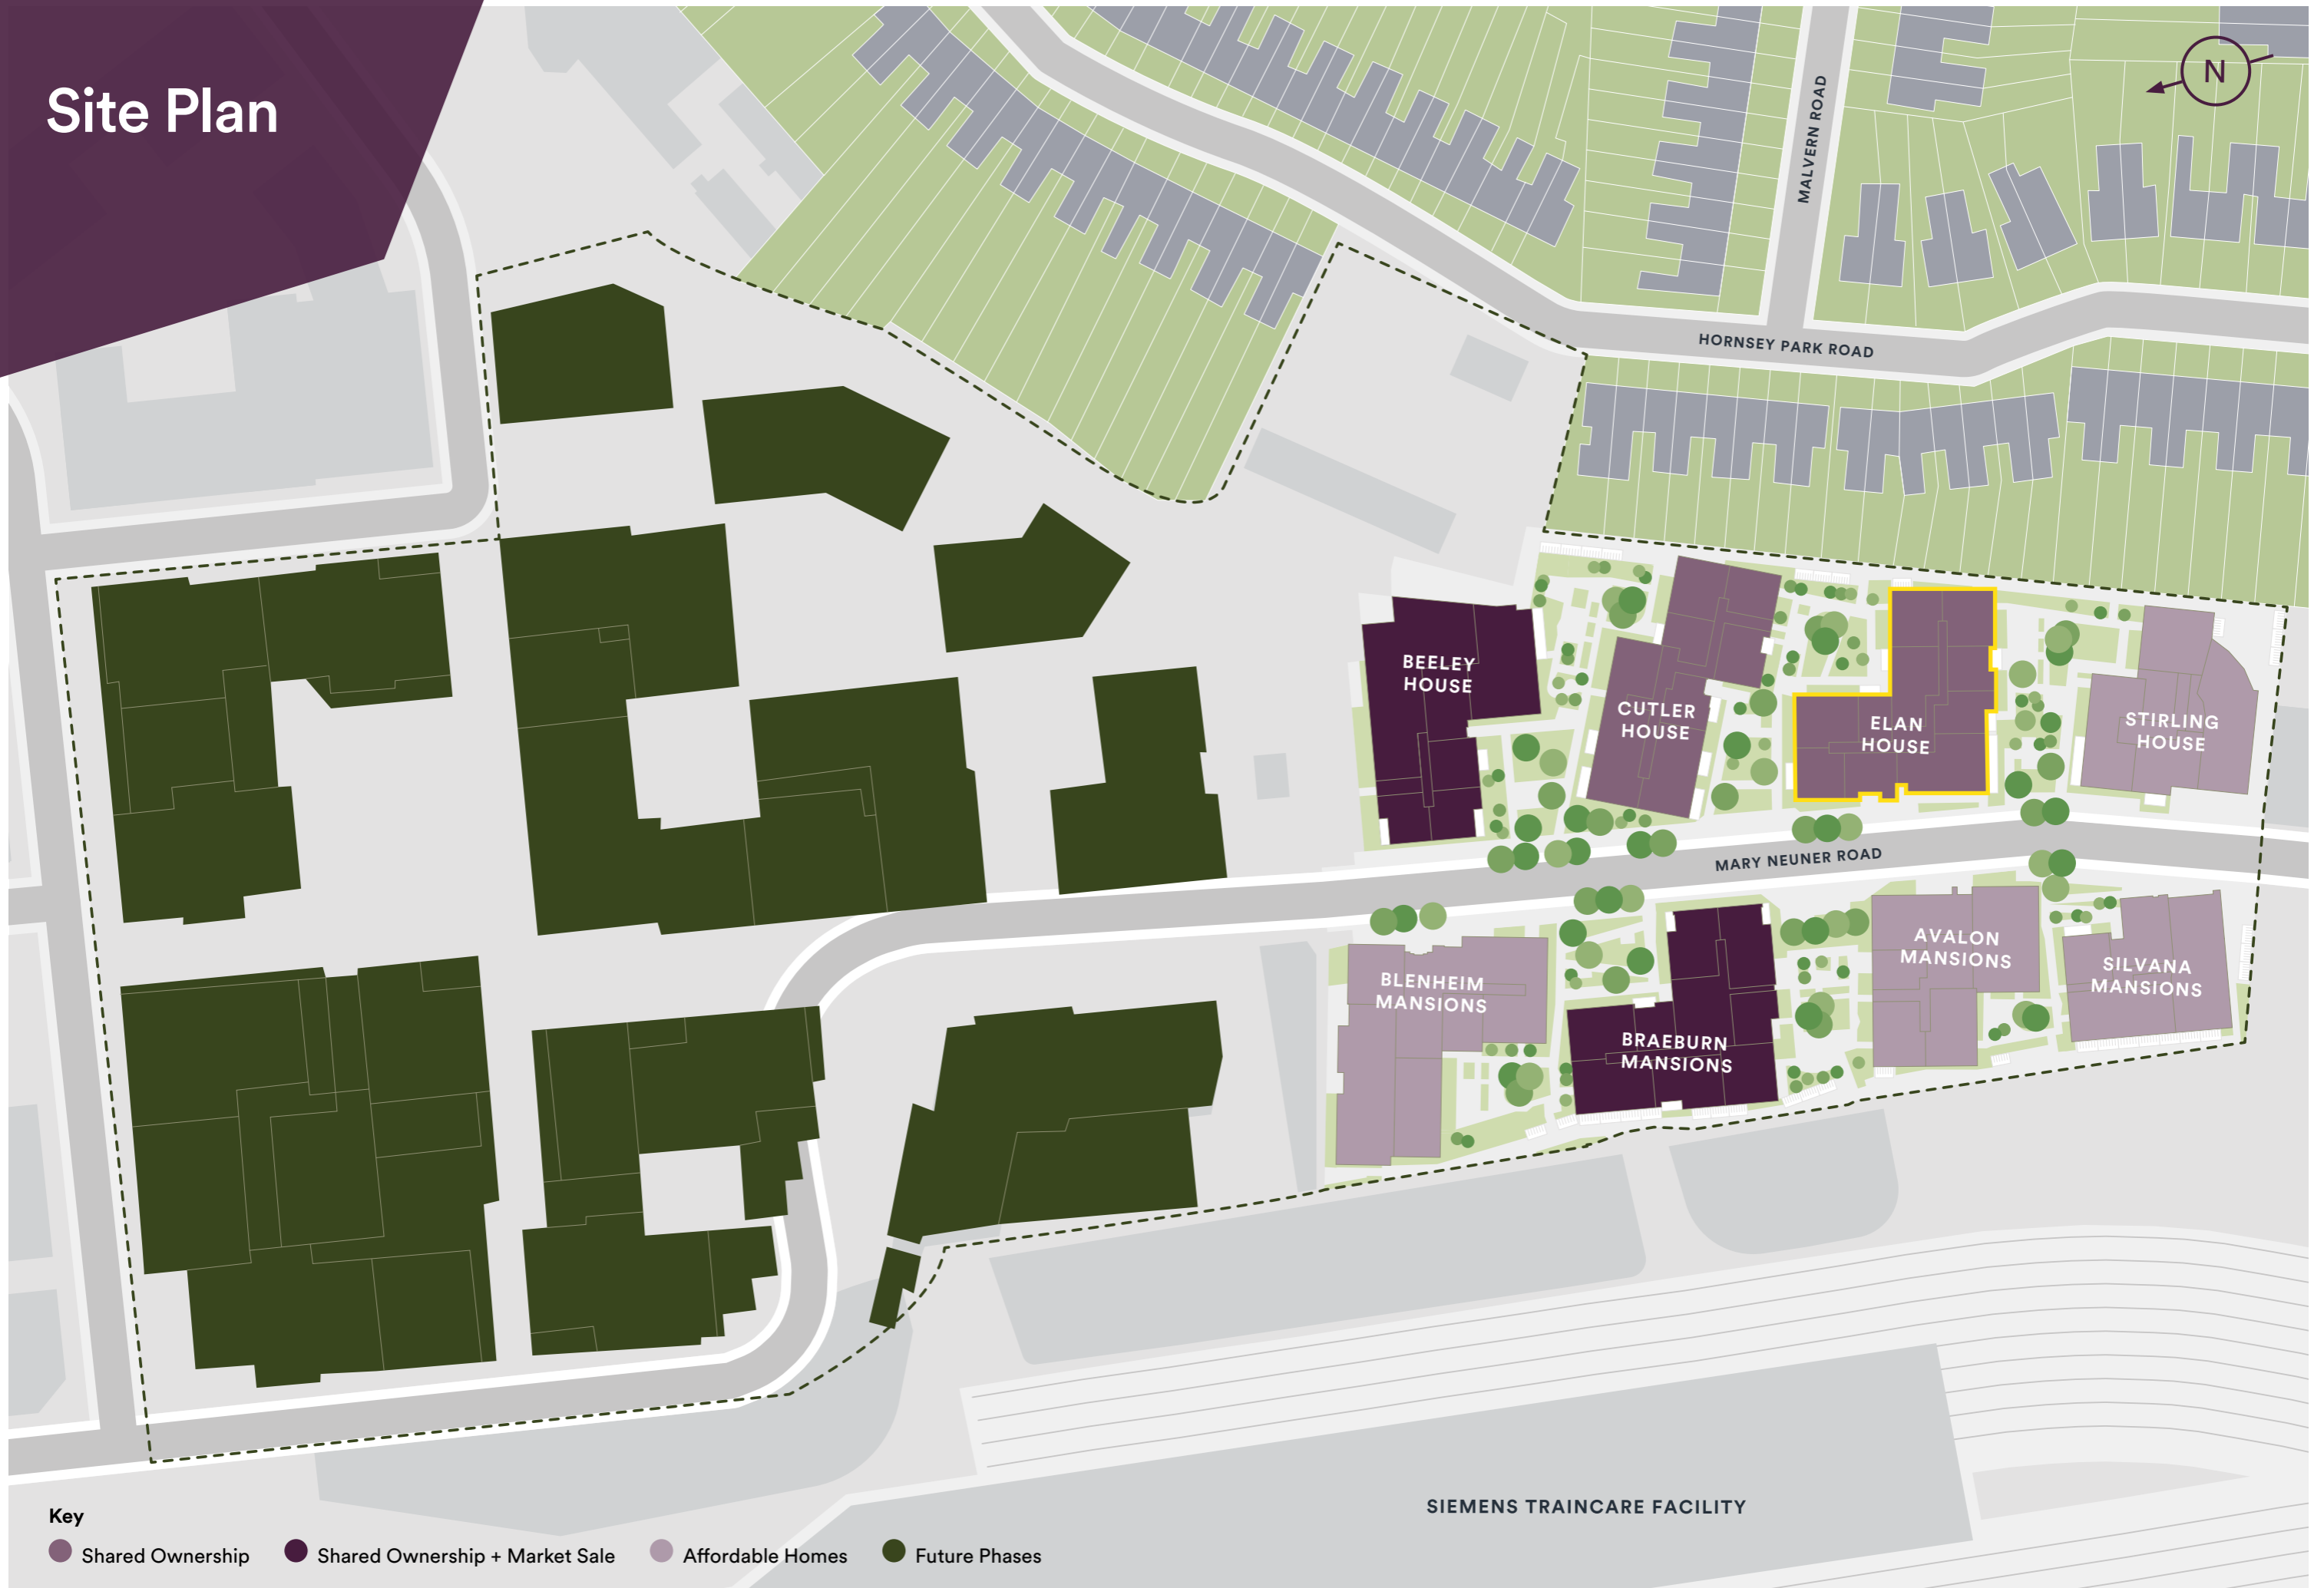 Site Plan
N
MALVERN ROAD
HORNSEY PARK ROAD
BEELEY
HOUSE
CUTLER
HOUSE
ELAN
HOUSE
STIRLING
HOUSE
MARY NEUNER ROAD
BLENHEIM
MANSIONS
BRAEBURN
MANSIONS
AVALON
MANSIONS
SILVANA
MANSIONS
SIEMENS TRAINCARE FACILITY
Key
Shared Ownership
Shared Ownership + Market Sale
Affordable Homes
Future Phases